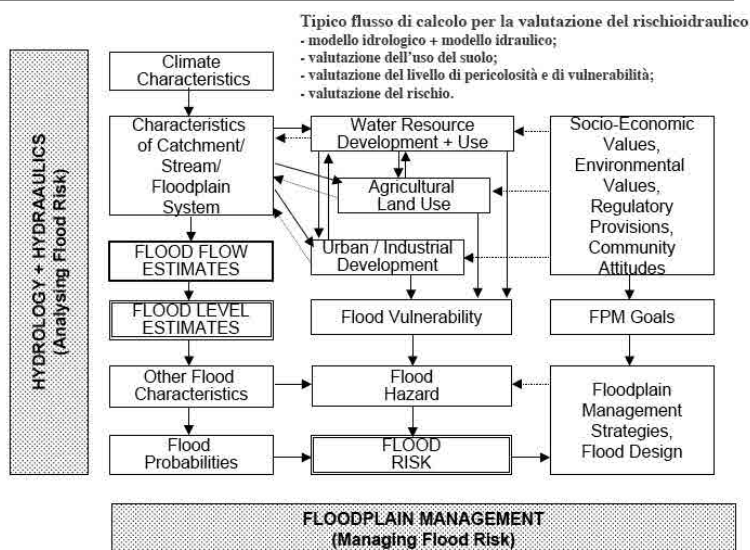 Tipico flusso di calcolo per la valutazione del rischioidraulico
- modello idrologico + modello idraulico;
- valutazione dell'uso del suolo;
- valutazione del livello di pericolosità e di vulnerabilità;
- valutazione del rischio.
HYDROLOGY + HYDRAAULICS
(Analysing Flood Risk)
Climate
Characteristics
Characteristics
of Catchment/
Stream/
Floodplain
System
FLOOD FLOW
ESTIMATES
FLOOD LEVEL
ESTIMATES
Other Flood
Characteristics
Flood
Probabilities
Water Resource
Development + Use
Agricultural
Land Use
Urban / Industrial
Development
Flood Vulnerability
Flood
Hazard
FLOOD
RISK
Socio-Economic
Values,
Environmental
Values,
Regulatory
Provisions,
Community
Attitudes
FPM Goals
Floodplain
Management
Strategies,
Flood Design
FLOODPLAIN MANAGEMENT
(Managing Flood Risk)